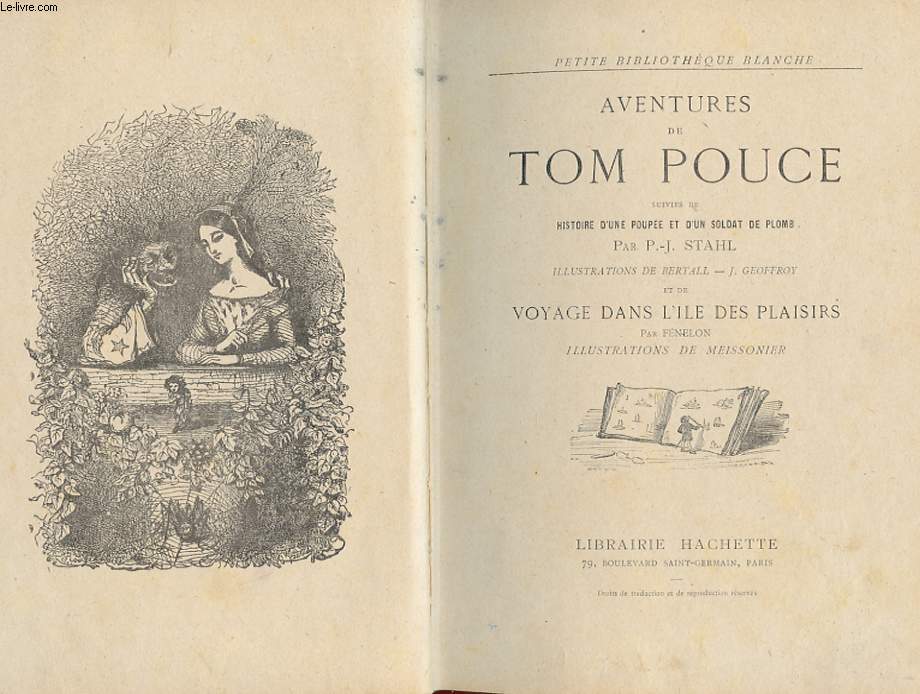 Le-livre.com
PETITE BIBLIOTHÈQUE BLANCHE
AVENTURES
DE
TOM POUCE
SUIVIES DE
HISTOIRE D'UNE POUPÉE ET D'UN SOLDAT DE PLOMB.
PAR P.-J. STAHL
ILLUSTRATIONS DE BERTALL — J. GEOFFROY
ET DE
VOYAGE DANS L'ILE DES PLAISIRS
PAR FÉNELON
ILLUSTRATIONS DE MEISSONIER
LIBRAIRIE HACHETTE
79, BOULEVARD SAINT-GERMAIN, PARIS
Droits de traduction et de reproduction réservés